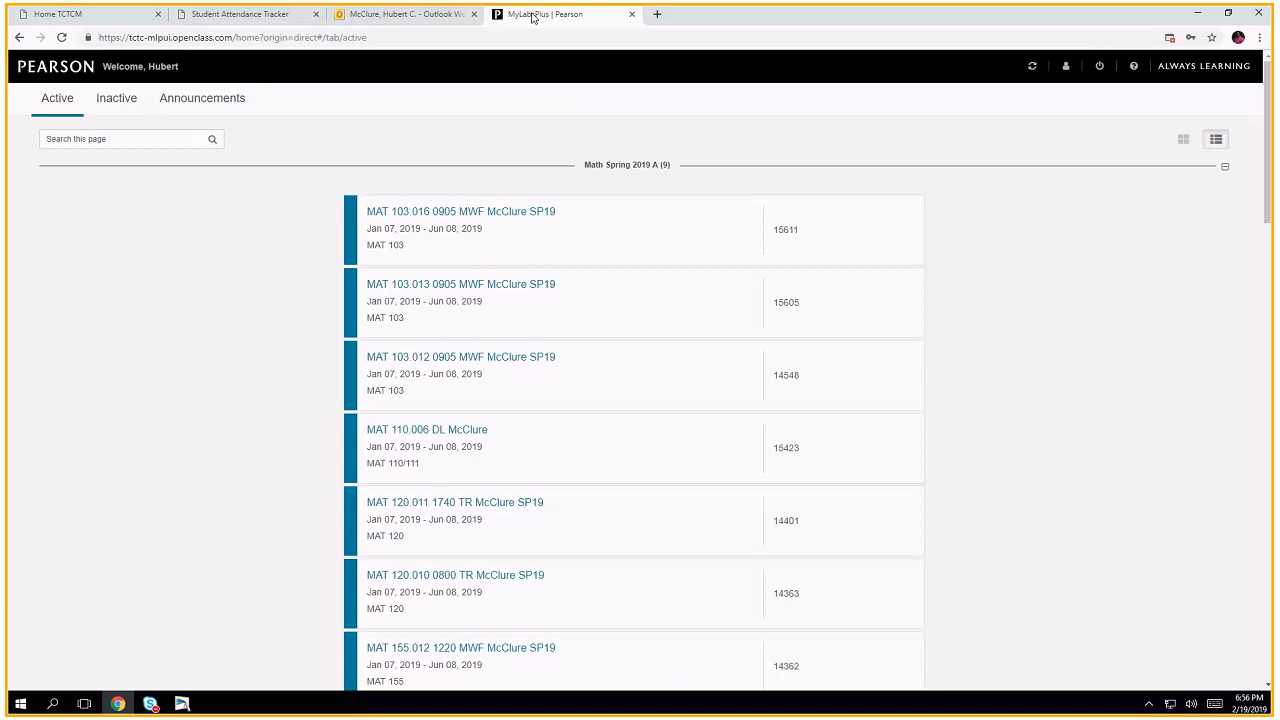 Home TCTCM
Student Attendance Tracker
McClure, Hubert C. - Outlook We
MyLab Plus | Pearson
https://tctc-mlpui.openclass.com/home?origin=direct#/tab/active
PEARSON Welcome, Hubert
ALWAYS LEARNING
Active Inactive Announcements
Search this page
Math Spring 2019 A (9)
MAT 103.016 0905 MWF McClure SP19
Jan 07, 2019 - Jun 08, 2019
15611
MAT 103
MAT 103.013 0905 MWF McClure SP19
Jan 07, 2019 - Jun 08, 2019
15605
MAT 103
MAT 103.012 0905 MWF McClure SP19
Jan 07, 2019 - Jun 08, 2019
14548
MAT 103
MAT 110.006 DL McClure
Jan 07, 2019 - Jun 08, 2019
15423
MAT 110/111
MAT 120.011 1740 TR McClure SP19
Jan 07, 2019 - Jun 08, 2019
14401
MAT 120
MAT 120.010 0800 TR McClure SP19
Jan 07, 2019 - Jun 08, 2019
14363
MAT 120
MAT 155.012 1220 MWF McClure SP19
Jan 07, 2019 - Jun 08, 2019
14362
MAT 155
6:56 PM
2/19/2019